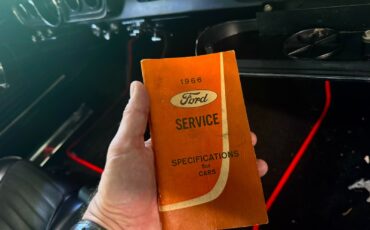 1966
Ford
SERVICE
SPECIFICATIONS
for
CARS